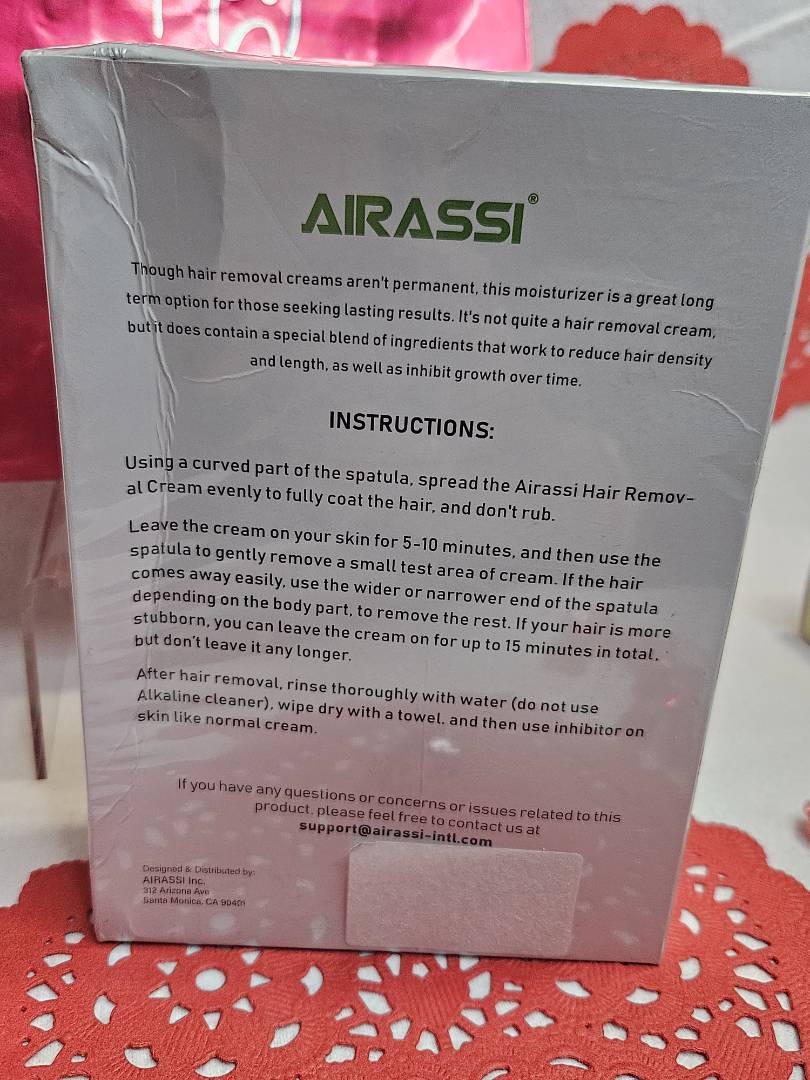 AIRASSI®
Though hair removal creams aren't permanent, this moisturizer is a great long
term option for those seeking lasting results. It's not quite a hair removal cream,
but it does contain a special blend of ingredients that work to reduce hair density
and length, as well as inhibit growth over time.
INSTRUCTIONS:
Using a curved part of the spatula, spread the Airassi Hair Remov-
al Cream evenly to fully coat the hair, and don't rub.
Leave the cream on your skin for 5-10 minutes, and then use the
spatula to gently remove a small test area of cream. If the hair
comes away easily, use the wider or narrower end of the spatula
depending on the body part, to remove the rest. If your hair is more
stubborn, you can leave the cream on for up to 15 minutes in total,
but don't leave it any longer.
After hair removal, rinse thoroughly with water (do not use
Alkaline cleaner), wipe dry with a towel, and then use inhibitor on
skin like normal cream.
If you have any questions or concerns or issues related to this
product, please feel free to contact us at
support@airassi-intl.com
Designed & Distributed by:
AIRASSI Inc.
312 Arizona Ave
Santa Monica, CA 90401